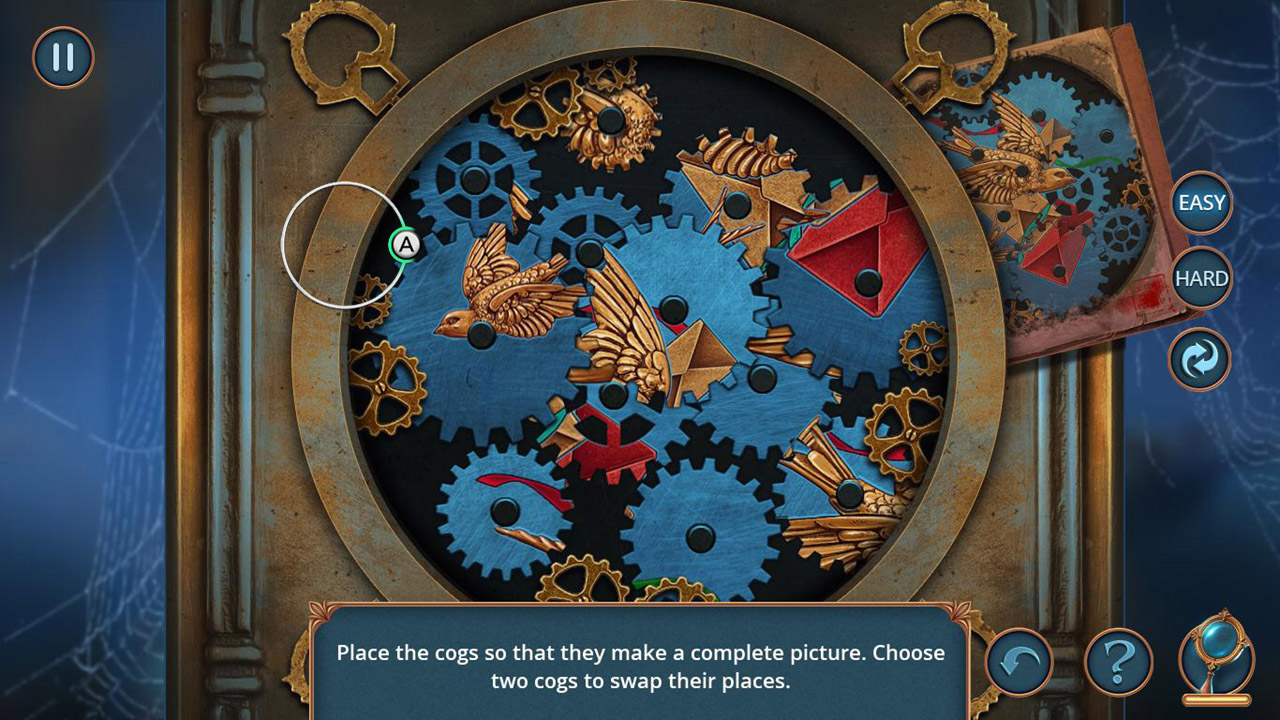 A
EASY
HARD
Place the cogs so that they make a complete picture. Choose
two cogs to swap their places.
?